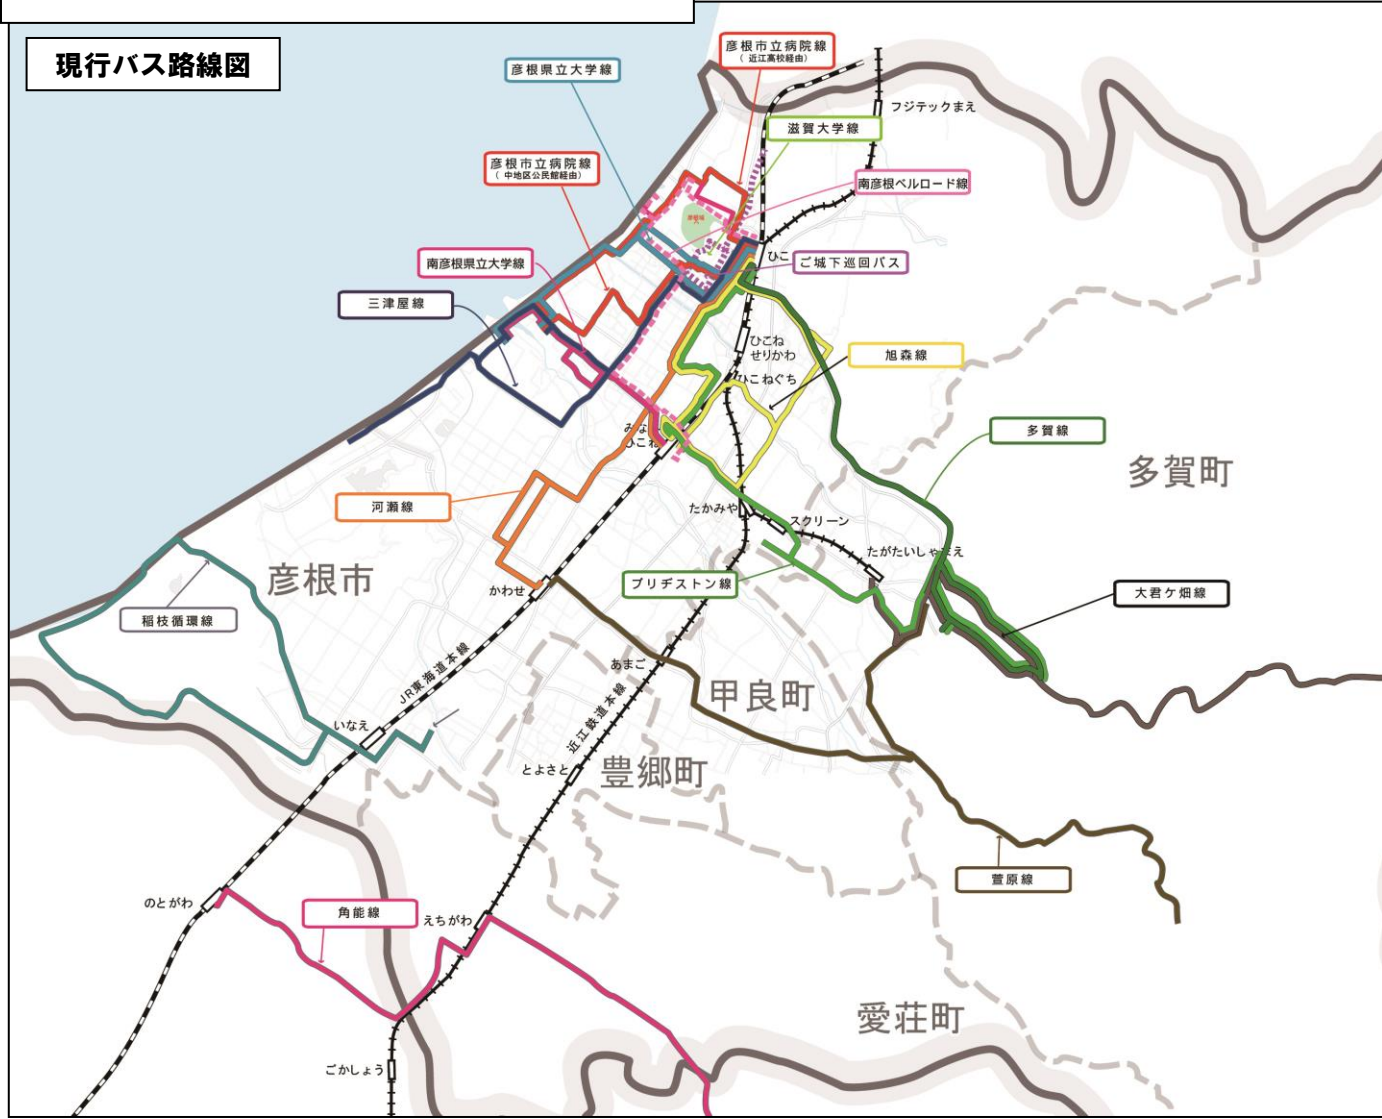 現行バス路線図
彦根市立病院線
（近江高校経由）
彦根県立大学線
フジテックまえ
滋賀大学線
彦根市立病院線
（中地区公民館経由）
南彦根ベルロード線
南彦根県立大学線
ひこ
ご城下巡回バス
三津屋線
ひこね
せりかわ
旭森線
ひこねぐち
みな
ひこね
多賀線
多賀町
河瀬線
たかみや
スクリーン
たがたいしゃまえ
彦根市
かわせ
ブリヂストン線
大君ケ畑線
稲枝循環線
JR東海道本線
あまご
甲良町
近江鉄道本線
いなえ
とよさと
豊郷町
萱原線
のとがわ
角能線
えちがわ
愛荘町
ごかしょう